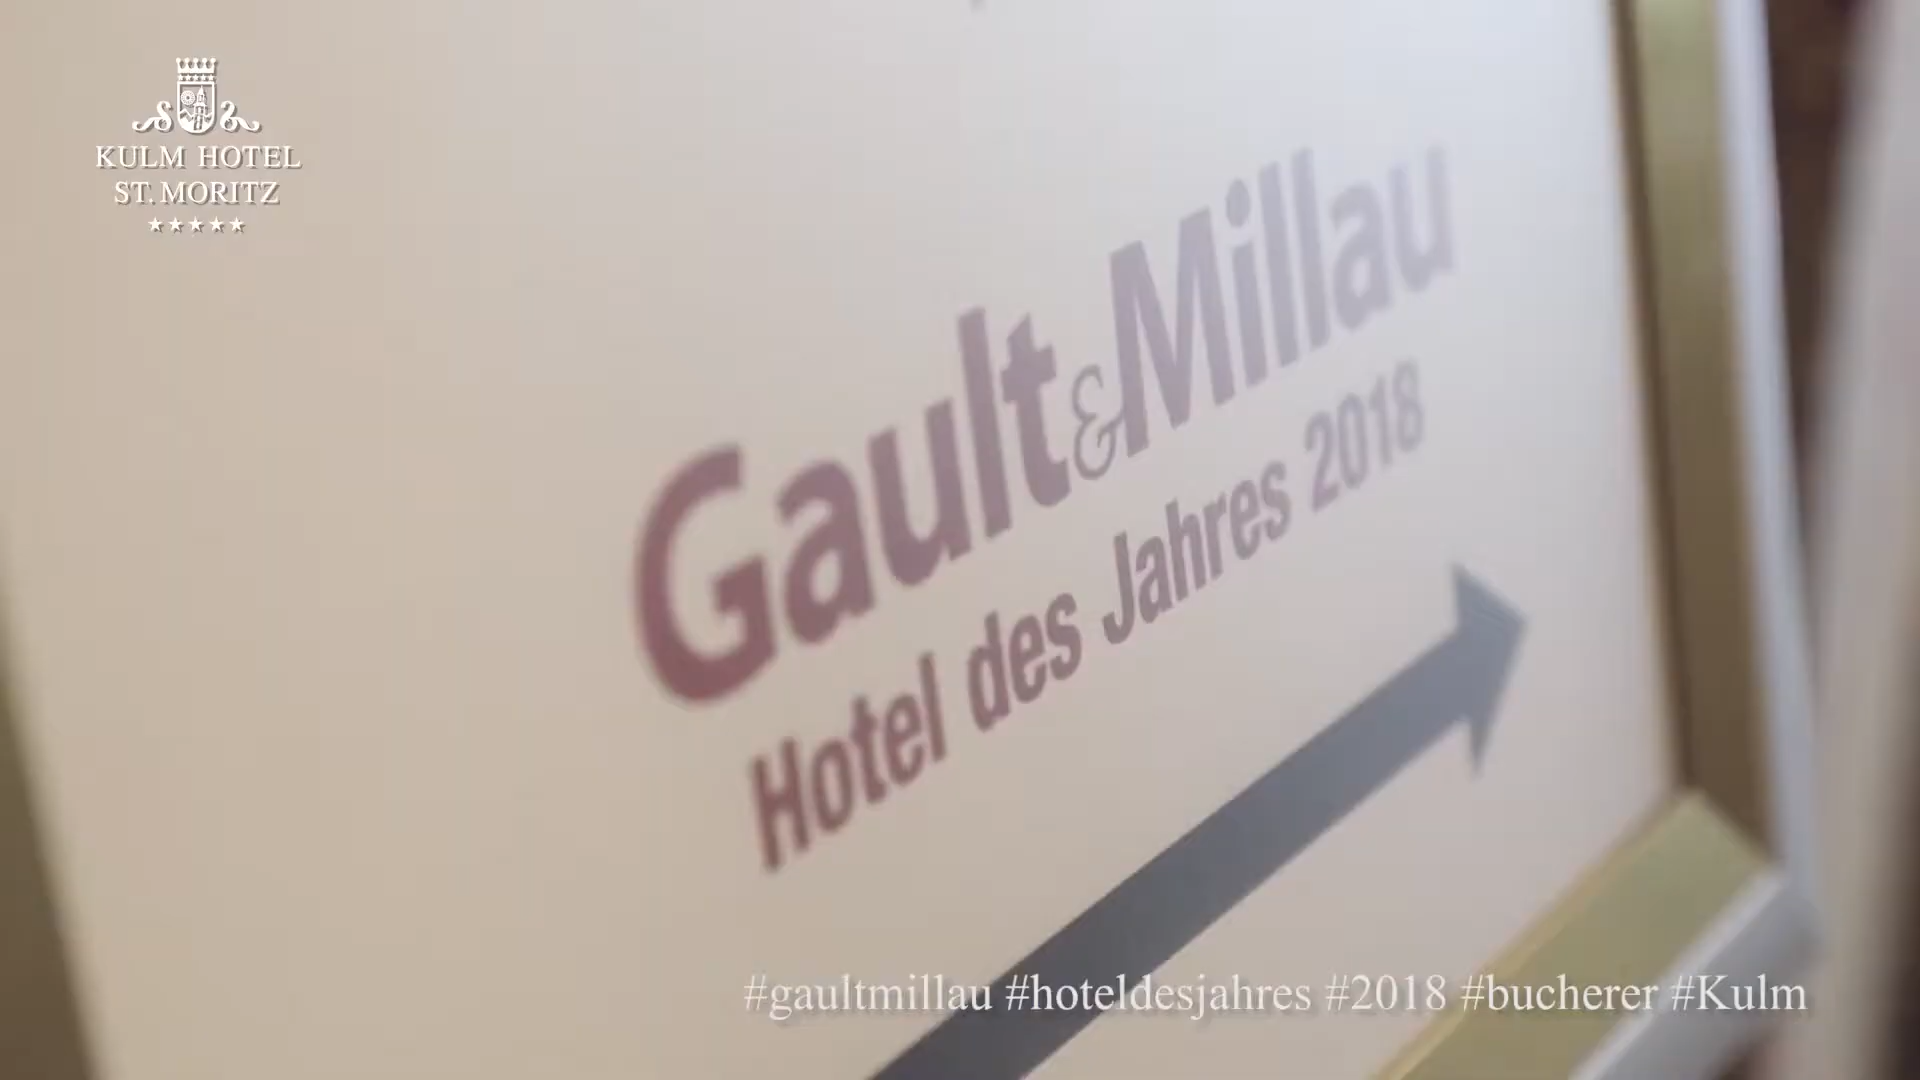 KULM HOTEL
ST. MORITZ
★★★★★
Gault&Millau
Hotel des Jahres 2018
#gaultmillau #hoteldesjahres #2018 #bucherer #Kulm